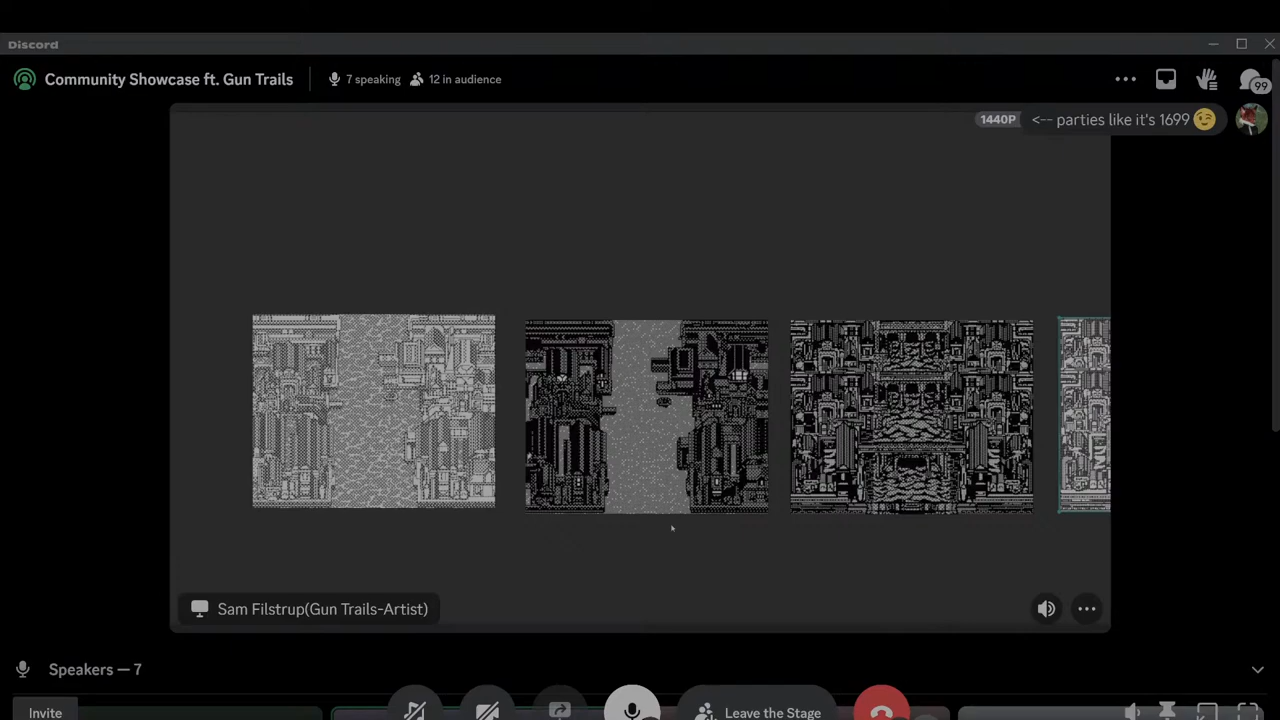 Discord
Community Showcase ft. Gun Trails
7 speaking
12 in audience
99
1440P
<-- parties like it's 1699 😉
Sam Filstrup(Gun Trails-Artist)
Speakers — 7
Invite
Leave the Stage